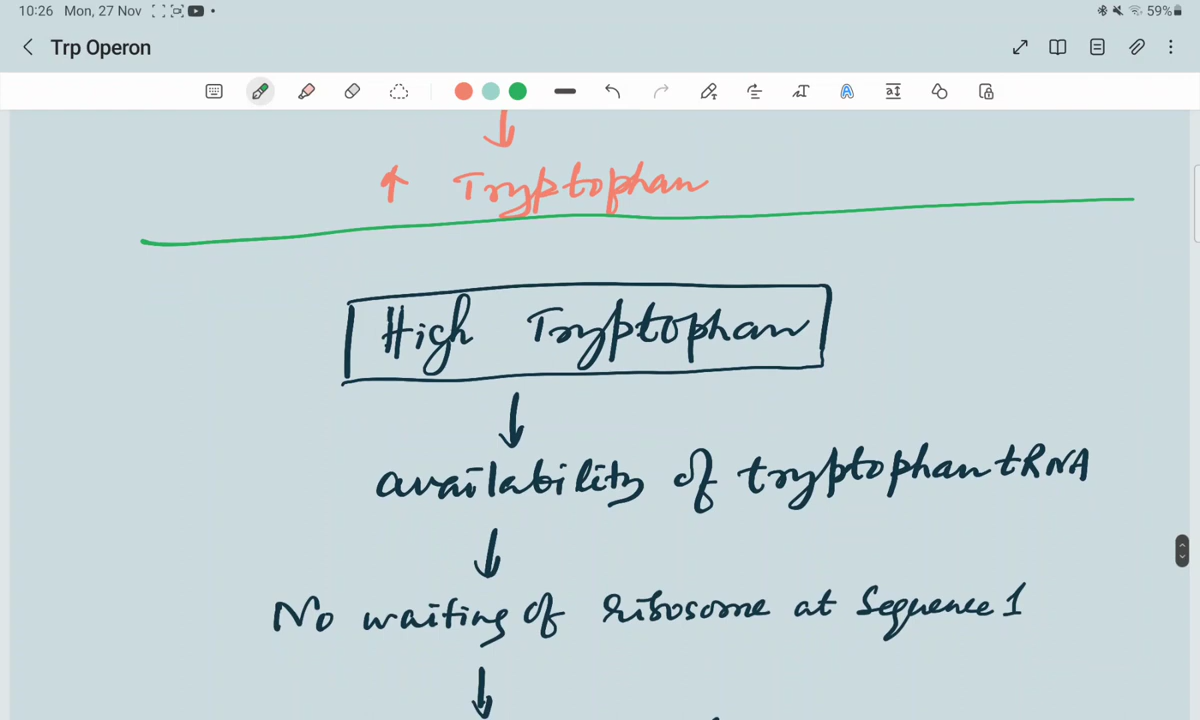 10:26 Mon, 27 Nov
59%
Trp Operon
↓
↑ Tryptophan
High Tryptophan
↓
availability of tryptophan tRNA
↓
No waiting of ribosome at Sequence 1
↓